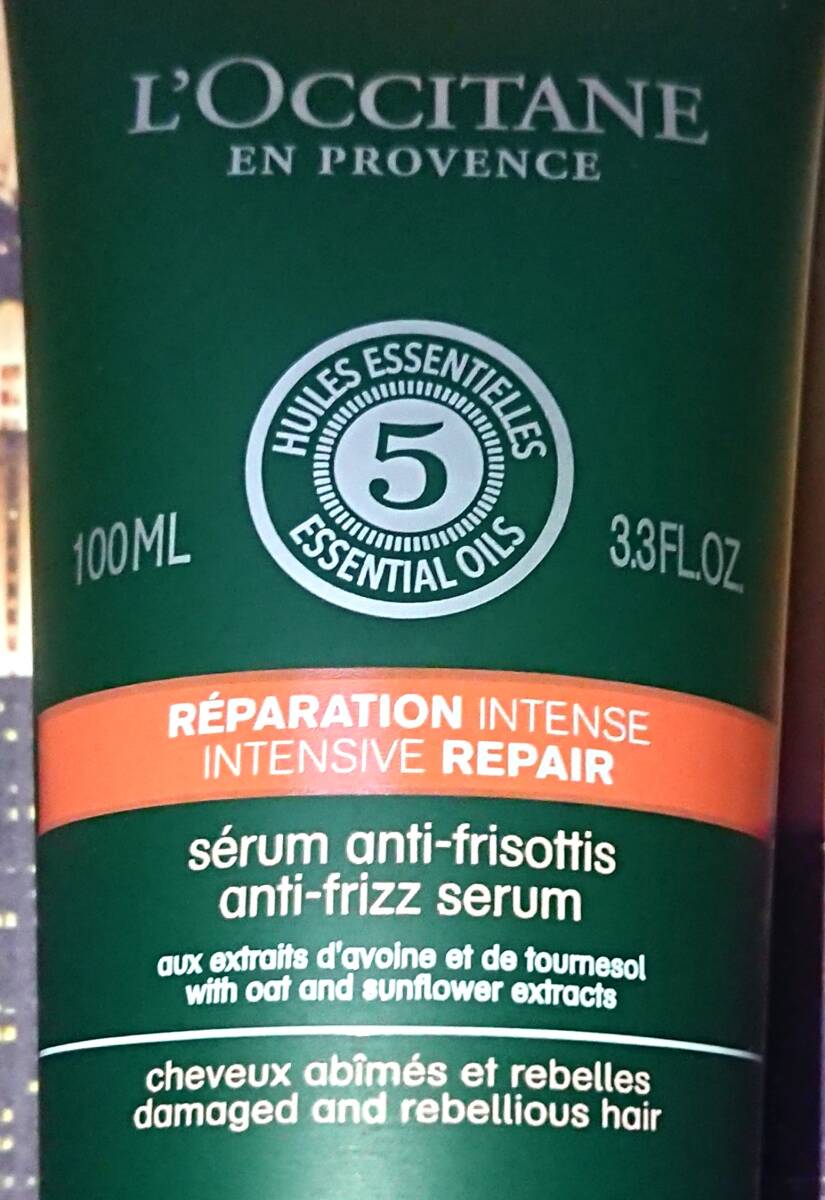 L'OCCITANE
EN PROVENCE
HUILES ESSENTIELLES
5
ESSENTIAL OILS
100ML
3.3FL.OZ.
RÉPARATION INTENSE
INTENSIVE REPAIR
sérum anti-frisottis
anti-frizz serum
aux extraits d'avoine et de tournesol
with oat and sunflower extracts
cheveux abîmés et rebelles
damaged and rebellious hair